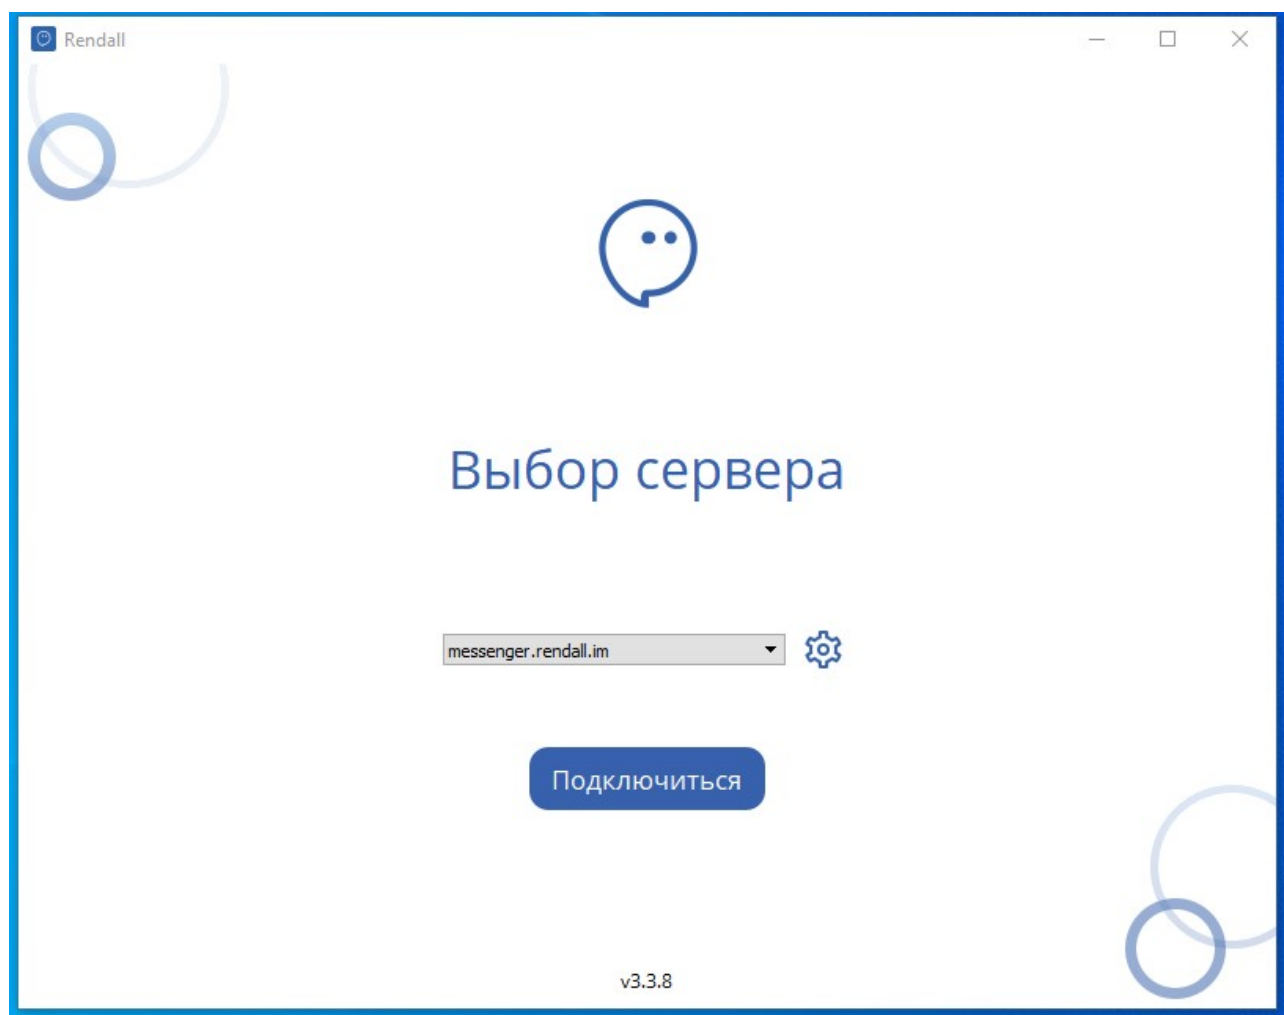 Rendall
Выбор сервера
messenger.rendall.im
Подключиться
v3.3.8